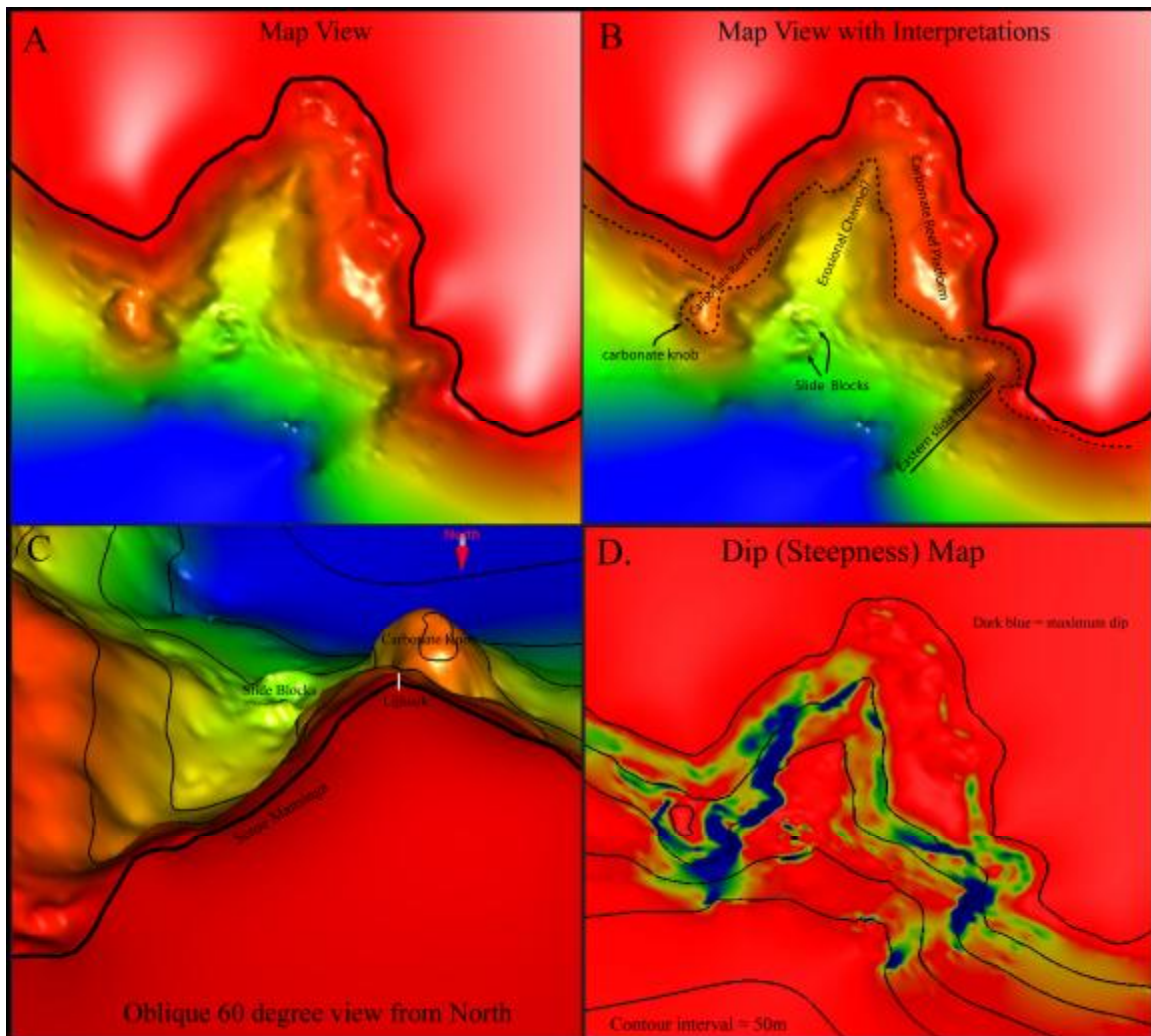 A
Map View
B
Map View with Interpretations
Carbonate Reef Platform
Erosional Channel?
Carbonate Reef Platform
carbonate knob
Slide Blocks
Eastern slide headwall
C
North
Carbonate Knob
Slide Blocks
Some Mannings
Oblique 60 degree view from North
D.
Dip (Steepness) Map
Dark blue = maximum dip
Contour interval ≈ 50m